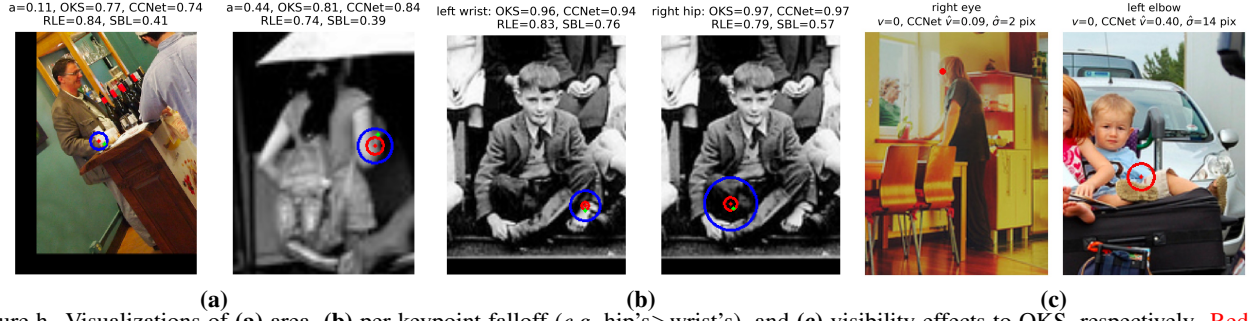 a=0.11, OKS=0.77, CCNet=0.74
RLE=0.84, SBL=0.41
a=0.44, OKS=0.81, CCNet=0.84
RLE=0.74, SBL=0.39
left wrist: OKS=0.96, CCNet=0.94
RLE=0.83, SBL=0.76
right hip: OKS=0.97, CCNet=0.97
RLE=0.79, SBL=0.57
right eye
v=0, CCNet v̂=0.09, σ̂=2 pix
left elbow
v=0, CCNet v̂=0.40, σ̂=14 pix
(a)
(b)
(c)
ure h. Visualizations of (a) area, (b) per-keypoint falloff (e.g. hip's>wrist's), and (c) visibility effects to OKS, respectively. Red